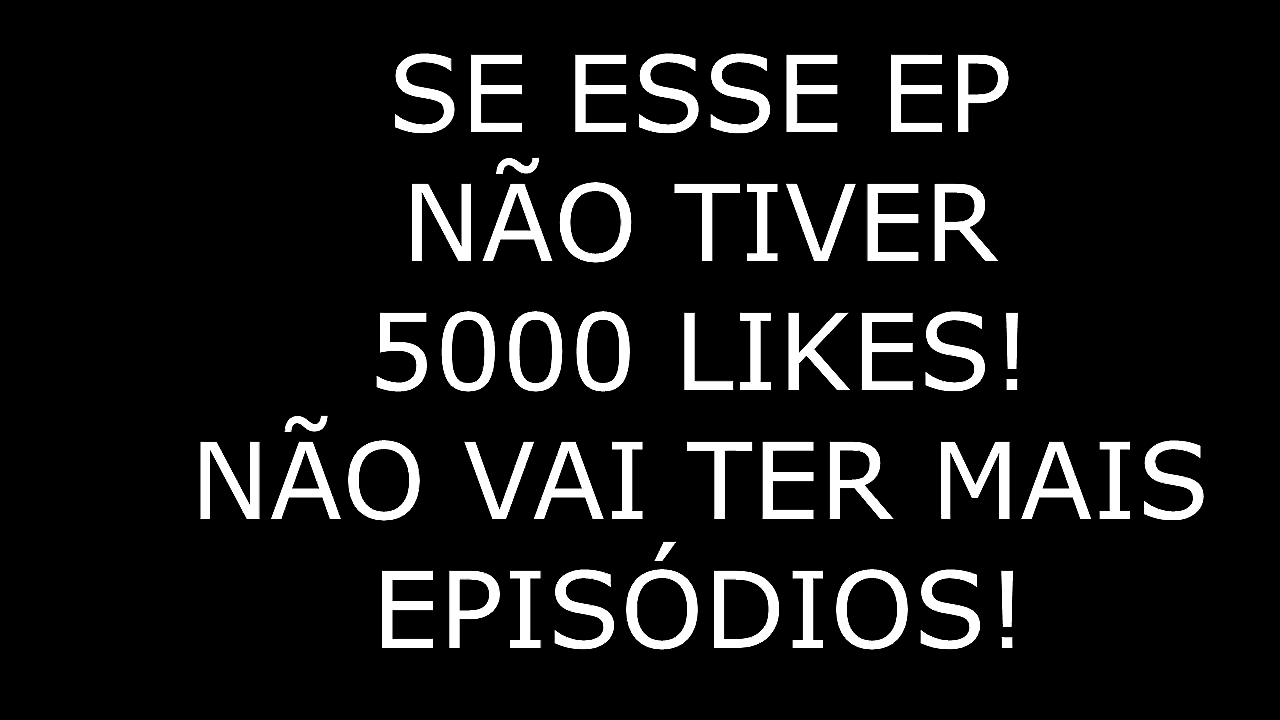 SE ESSE EP
NÃO TIVER
5000 LIKES!
NÃO VAI TER MAIS
EPISÓDIOS!